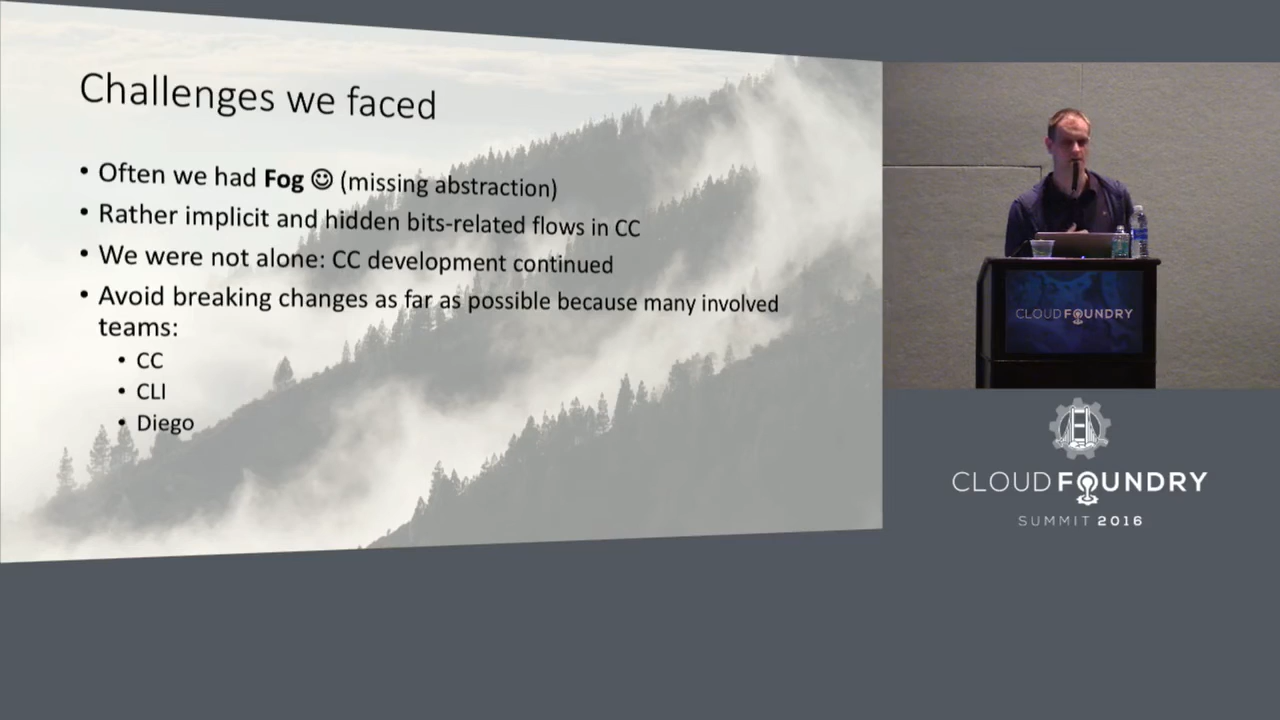 Challenges we faced
• Often we had Fog ☺ (missing abstraction)
• Rather implicit and hidden bits-related flows in CC
• We were not alone: CC development continued
• Avoid breaking changes as far as possible because many involved
teams:
• CC
• CLI
• Diego
CLOUD FOUNDRY
CLOUD FOUNDRY
SUMMIT 2016